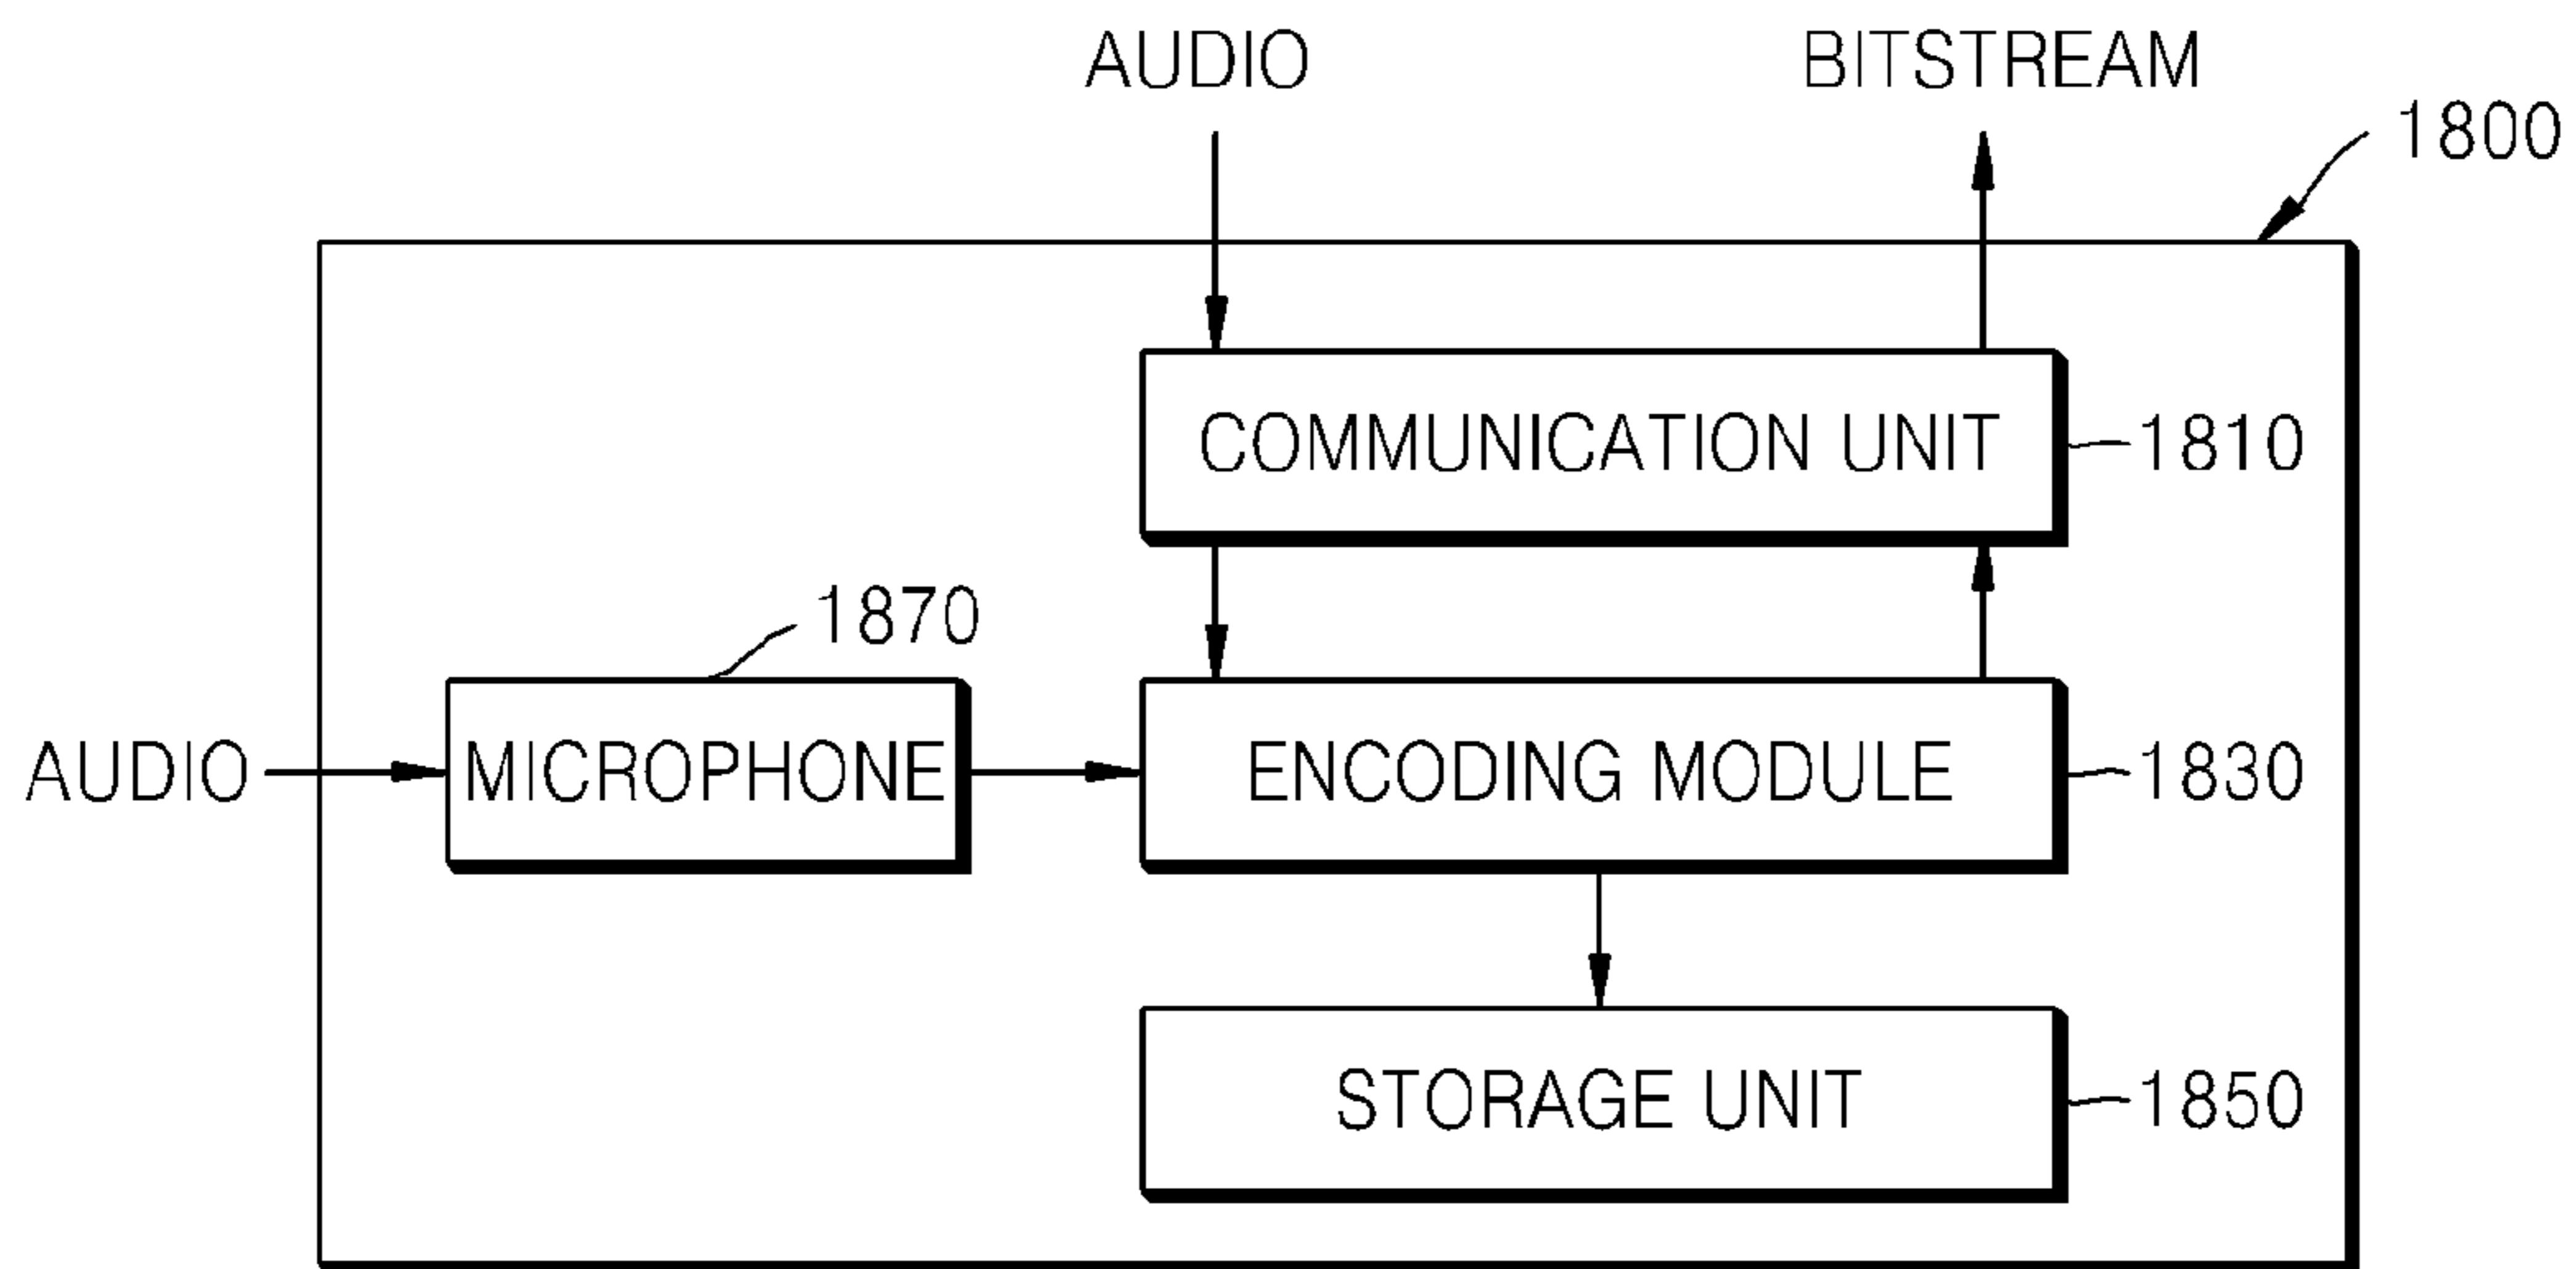 AUDIO BITSTREAM
1800
COMMUNICATION UNIT 1810
1870
AUDIO MICROPHONE ENCODING MODULE 1830
STORAGE UNIT 1850